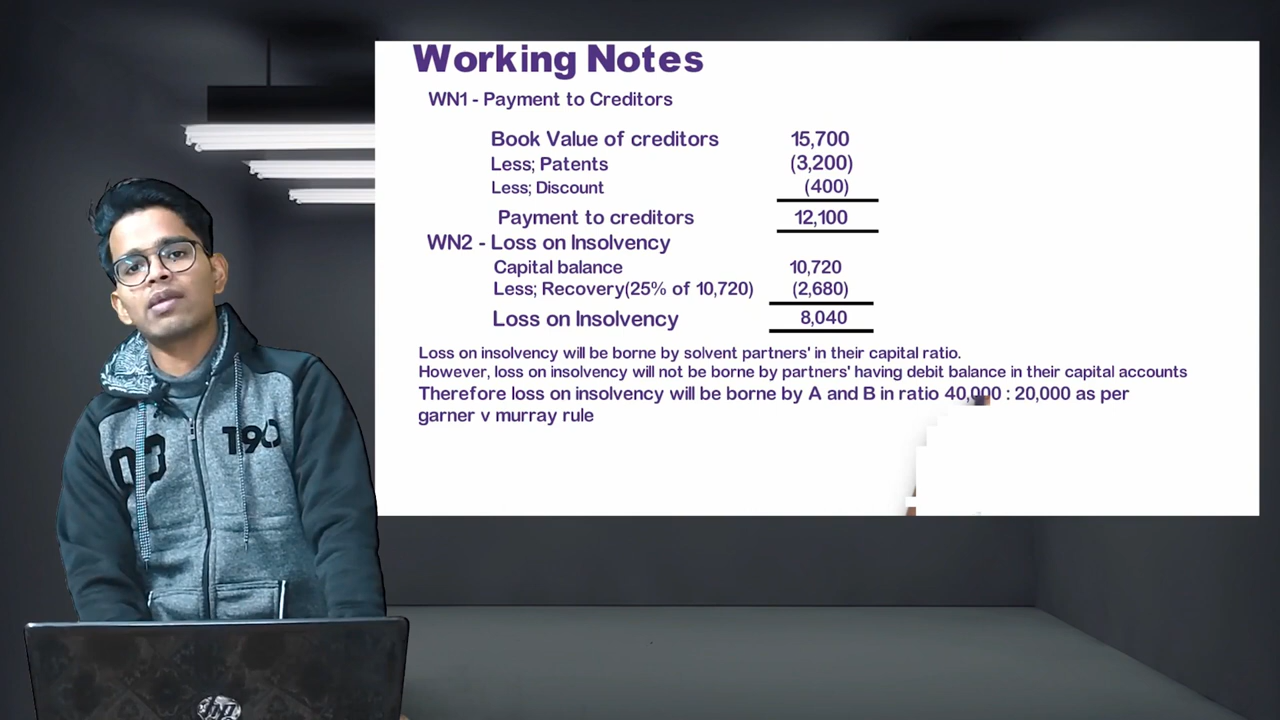 Working Notes
WN1 - Payment to Creditors
Book Value of creditors 15,700
Less; Patents (3,200)
Less; Discount (400)
Payment to creditors 12,100
WN2 - Loss on Insolvency
Capital balance 10,720
Less; Recovery(25% of 10,720) (2,680)
Loss on Insolvency 8,040
Loss on insolvency will be borne by solvent partners' in their capital ratio.
However, loss on insolvency will not be borne by partners' having debit balance in their capital accounts
Therefore loss on insolvency will be borne by A and B in ratio 40,000 : 20,000 as per
garner v murray rule
190